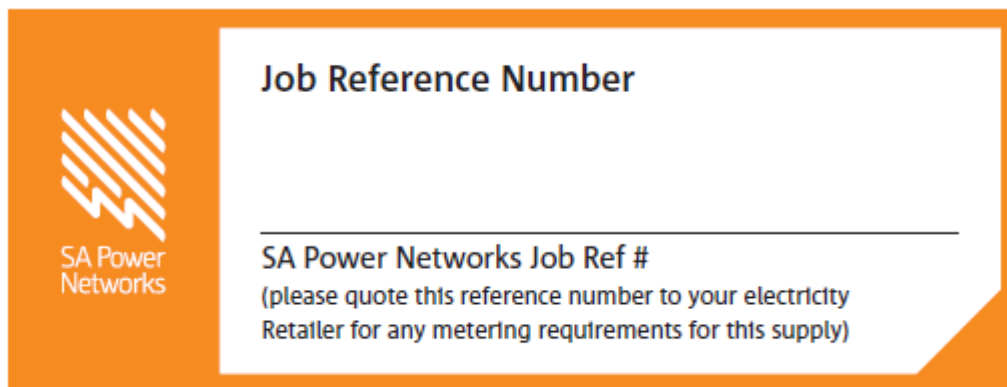 Job Reference Number
SA Power
Networks
SA Power Networks Job Ref #
(please quote this reference number to your electricity
Retailer for any metering requirements for this supply)